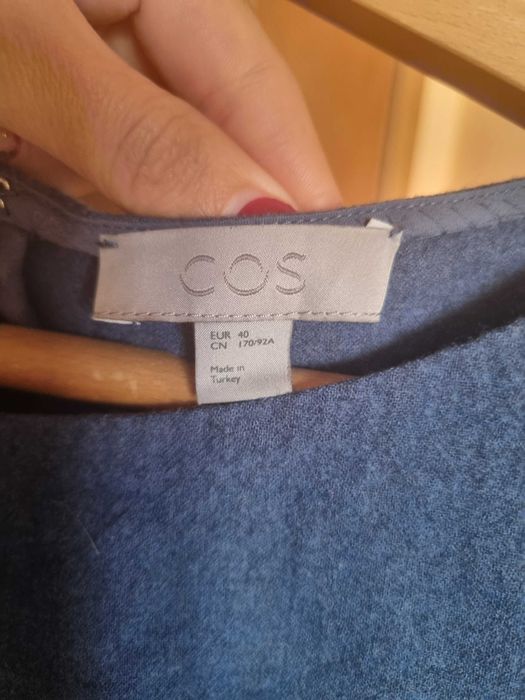 COS
EUR 40
CN 170/92A
Made in
Turkey